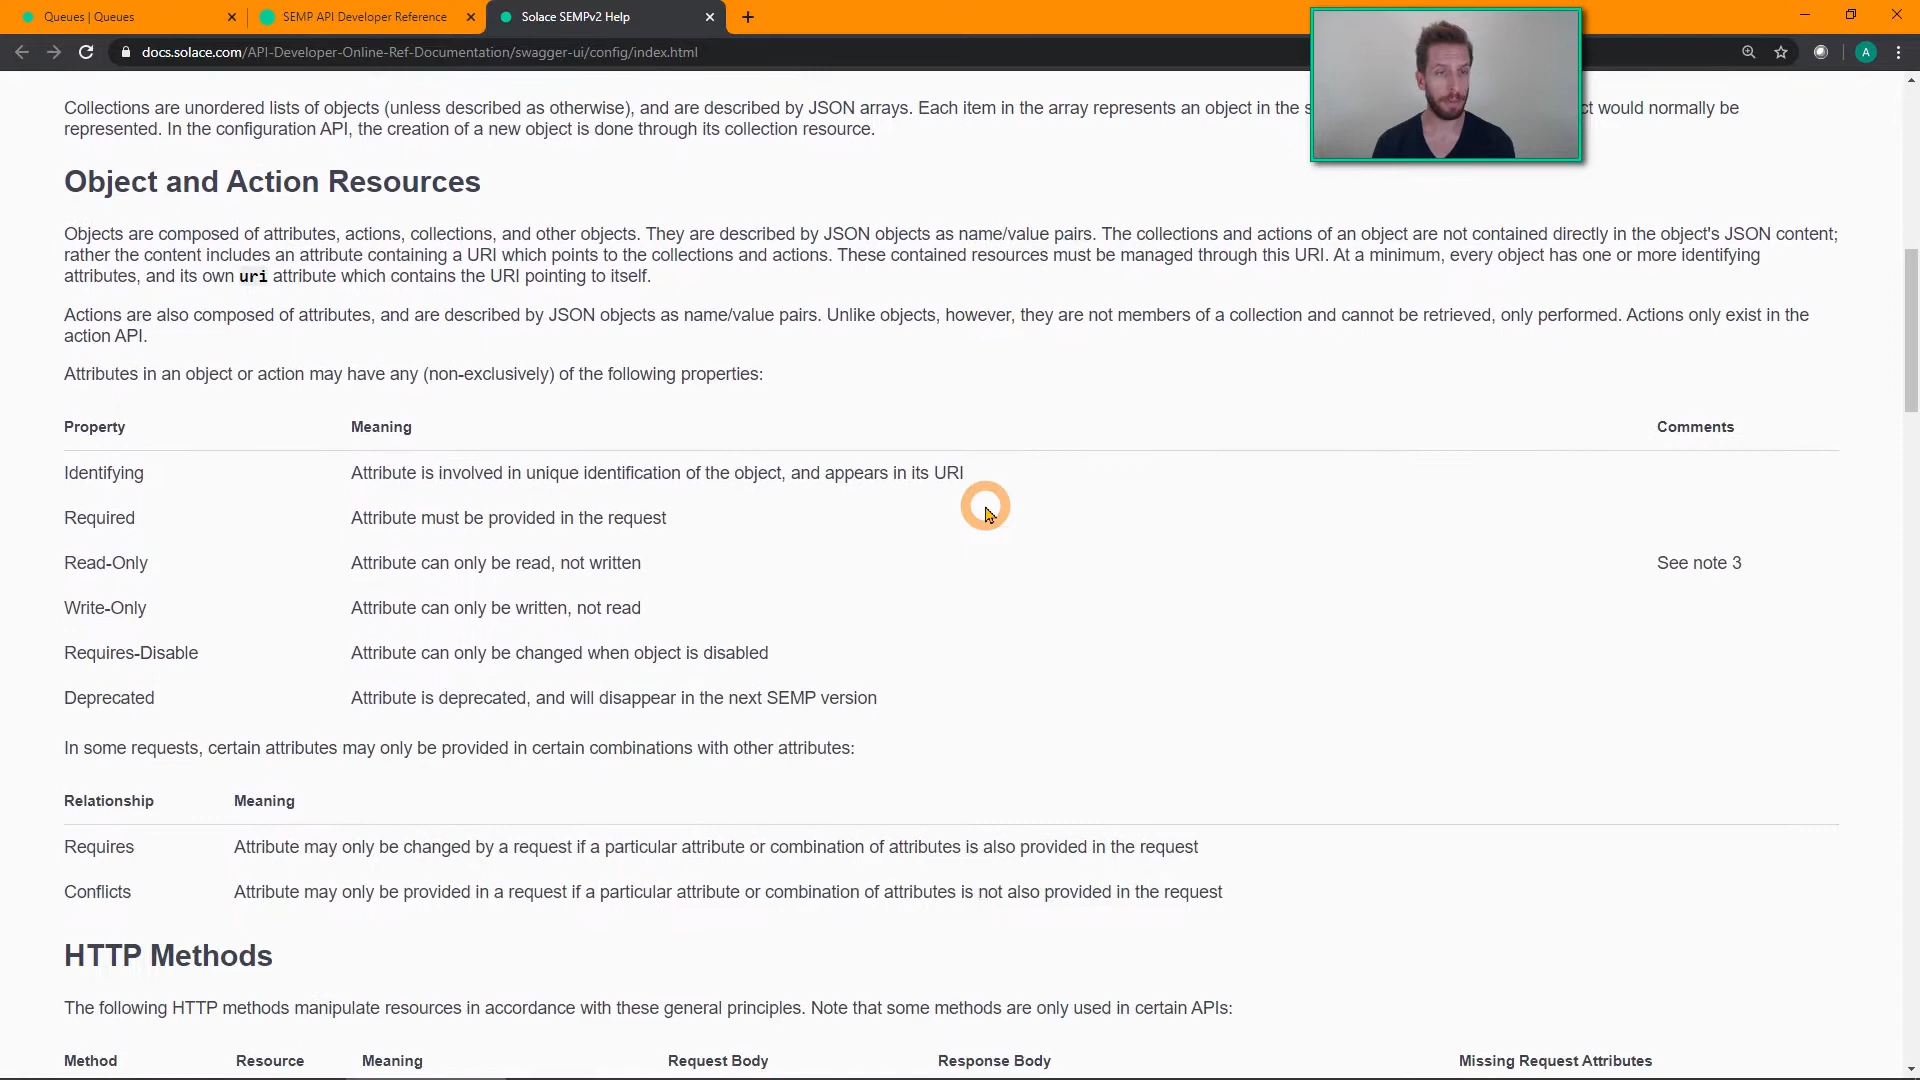 Queues | Queues
SEMP API Developer Reference
Solace SEMPv2 Help
docs.solace.com/API-Developer-Online-Ref-Documentation/swagger-ui/config/index.html
A
Collections are unordered lists of objects (unless described as otherwise), and are described by JSON arrays. Each item in the array represents an object in the s ct would normally be
represented. In the configuration API, the creation of a new object is done through its collection resource.
Object and Action Resources
Objects are composed of attributes, actions, collections, and other objects. They are described by JSON objects as name/value pairs. The collections and actions of an object are not contained directly in the object's JSON content;
rather the content includes an attribute containing a URI which points to the collections and actions. These contained resources must be managed through this URI. At a minimum, every object has one or more identifying
attributes, and its own uri attribute which contains the URI pointing to itself.
Actions are also composed of attributes, and are described by JSON objects as name/value pairs. Unlike objects, however, they are not members of a collection and cannot be retrieved, only performed. Actions only exist in the
action API.
Attributes in an object or action may have any (non-exclusively) of the following properties:
Property Meaning Comments
Identifying Attribute is involved in unique identification of the object, and appears in its URI
Required Attribute must be provided in the request
Read-Only Attribute can only be read, not written See note 3
Write-Only Attribute can only be written, not read
Requires-Disable Attribute can only be changed when object is disabled
Deprecated Attribute is deprecated, and will disappear in the next SEMP version
In some requests, certain attributes may only be provided in certain combinations with other attributes:
Relationship Meaning
Requires Attribute may only be changed by a request if a particular attribute or combination of attributes is also provided in the request
Conflicts Attribute may only be provided in a request if a particular attribute or combination of attributes is not also provided in the request
HTTP Methods
The following HTTP methods manipulate resources in accordance with these general principles. Note that some methods are only used in certain APIs:
Method Resource Meaning Request Body Response Body Missing Request Attributes